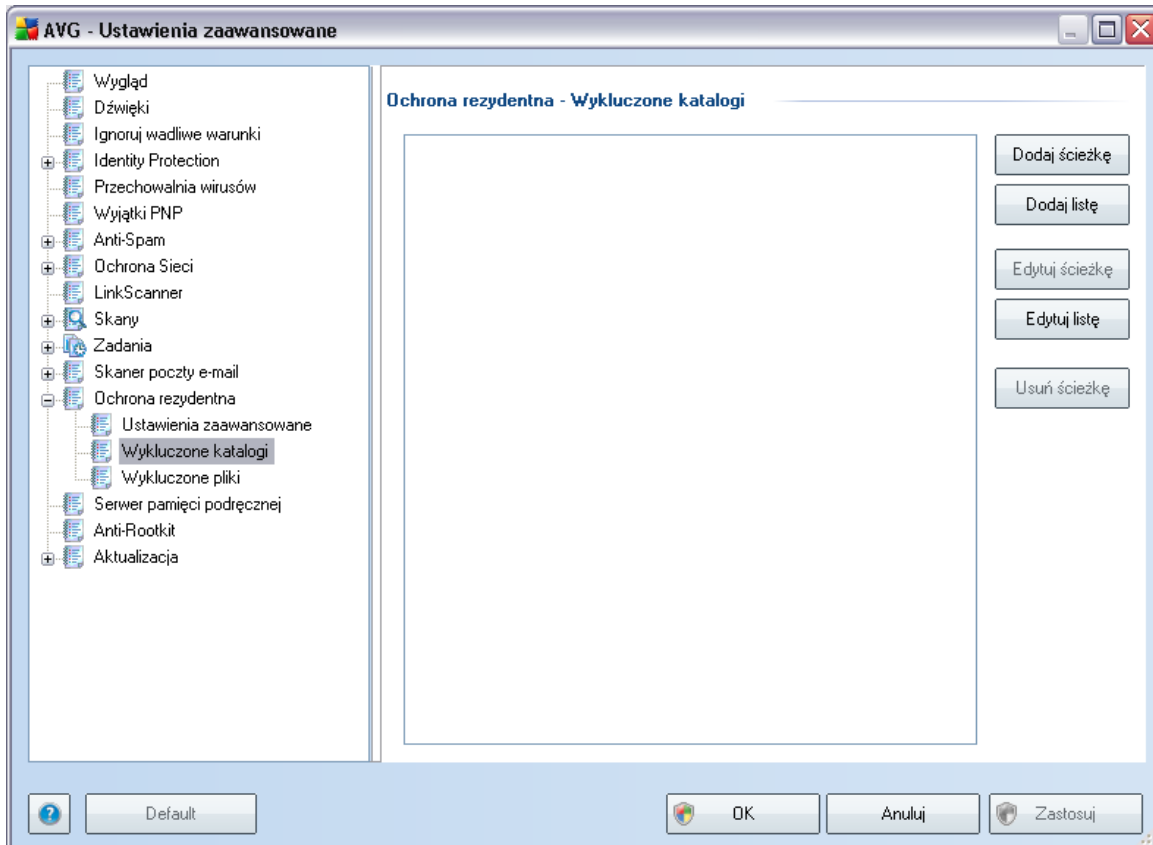 AVG - Ustawienia zaawansowane
Wygląd
Dźwięki
Ignoruj wadliwe warunki
Identity Protection
Przechowalnia wirusów
Wyjątki PNP
Anti-Spam
Ochrona Sieci
LinkScanner
Skany
Zadania
Skaner poczty e-mail
Ochrona rezydentna
Ustawienia zaawansowane
Wykluczone katalogi
Wykluczone pliki
Serwer pamięci podręcznej
Anti-Rootkit
Aktualizacja
Ochrona rezydentna - Wykluczone katalogi
Dodaj ścieżkę
Dodaj listę
Edytuj ścieżkę
Edytuj listę
Usuń ścieżkę
Default
OK
Anuluj
Zastosuj